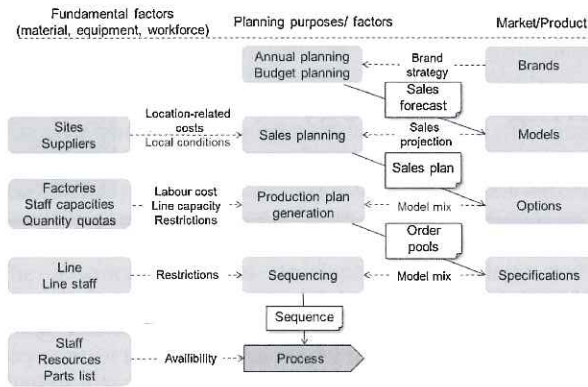 Fundamental factors
(material, equipment, workforce)
Planning purposes/ factors
Market/Product
Annual planning
Budget planning
Brand
strategy
Brands
Sales
forecast
Sites
Suppliers
Location-related
costs
Local conditions
Sales planning
Sales
projection
Models
Sales plan
Factories
Staff capacities
Quantity quotas
Labour cost
Line capacity
Restrictions
Production plan
generation
Model mix
Options
Order
pools
Line
Line staff
Restrictions
Sequencing
Model mix
Specifications
Sequence
Staff
Resources
Parts list
Availibility
Process